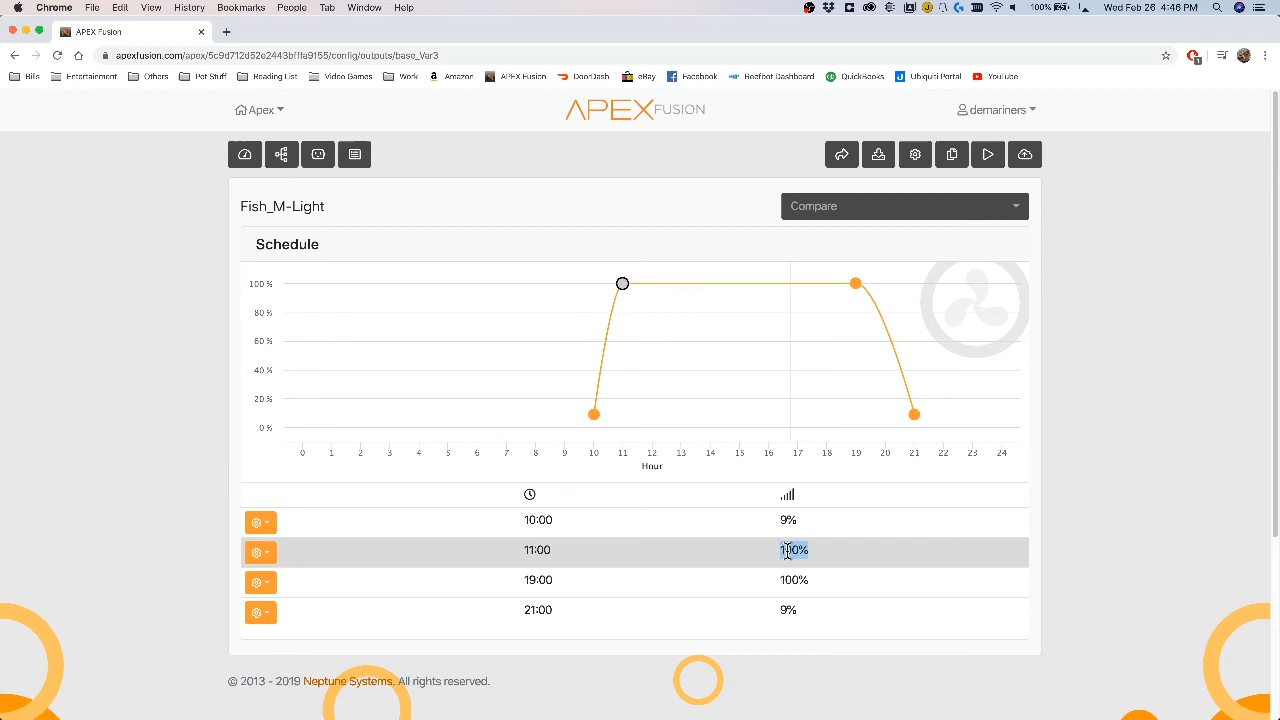 Chrome File Edit View History Bookmarks People Tab Window Help
100% Wed Feb 26 4:46 PM
APEX Fusion
apexfusion.com/apex/5c9d712d52e2443bfffa9155/config/outputs/base_Var3
Bills Entertainment Others Pet Stuff Reading List Video Games Work Amazon APEX Fusion DoorDash eBay Facebook Reefbot Dashboard QuickBooks Ubiquiti Portal YouTube
Apex
APEX FUSION
demariners
Fish_M-Light
Compare
Schedule
100 %
80 %
60 %
40 %
20 %
0 %
0 1 2 3 4 5 6 7 8 9 10 11 12 13 14 15 16 17 18 19 20 21 22 23 24
Hour
10:00 9%
11:00 100%
19:00 100%
21:00 9%
© 2013 - 2019 Neptune Systems. All rights reserved.